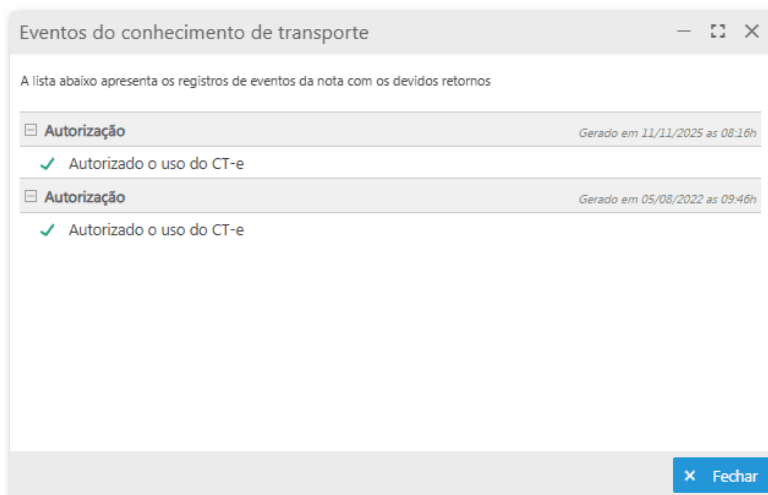 Eventos do conhecimento de transporte
A lista abaixo apresenta os registros de eventos da nota com os devidos retornos
Autorização Gerado em 11/11/2025 as 08:16h
Autorizado o uso do CT-e
Autorização Gerado em 05/08/2022 as 09:46h
Autorizado o uso do CT-e
Fechar